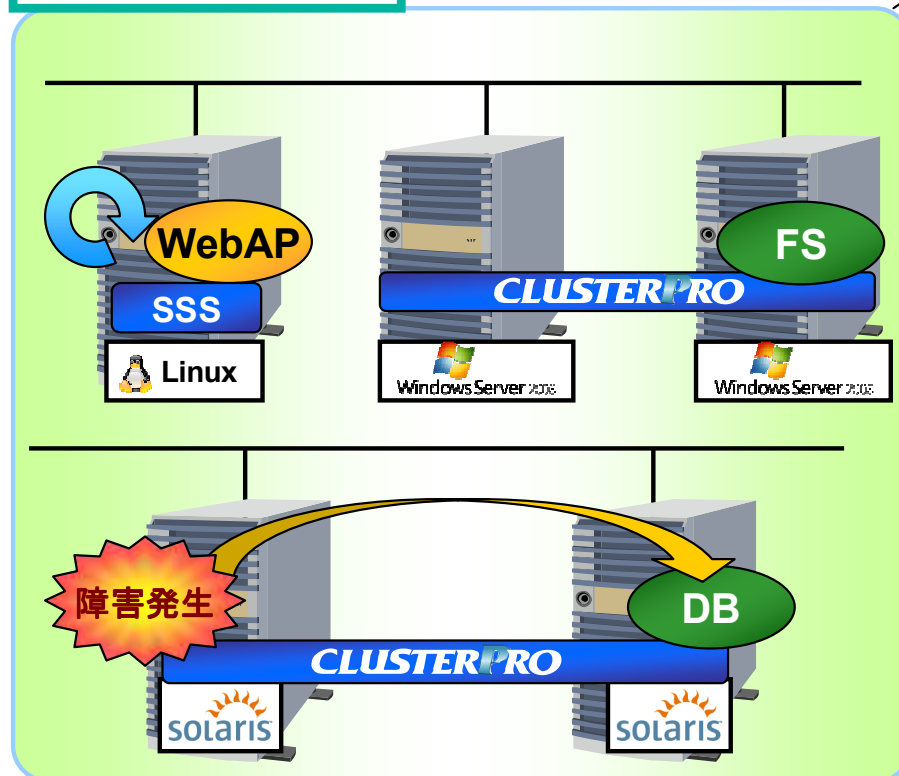 WebAP
FS
SSS
CLUSTERPRO
Linux
Windows Server
Windows Server
障害発生
DB
CLUSTERPRO
solaris
solaris